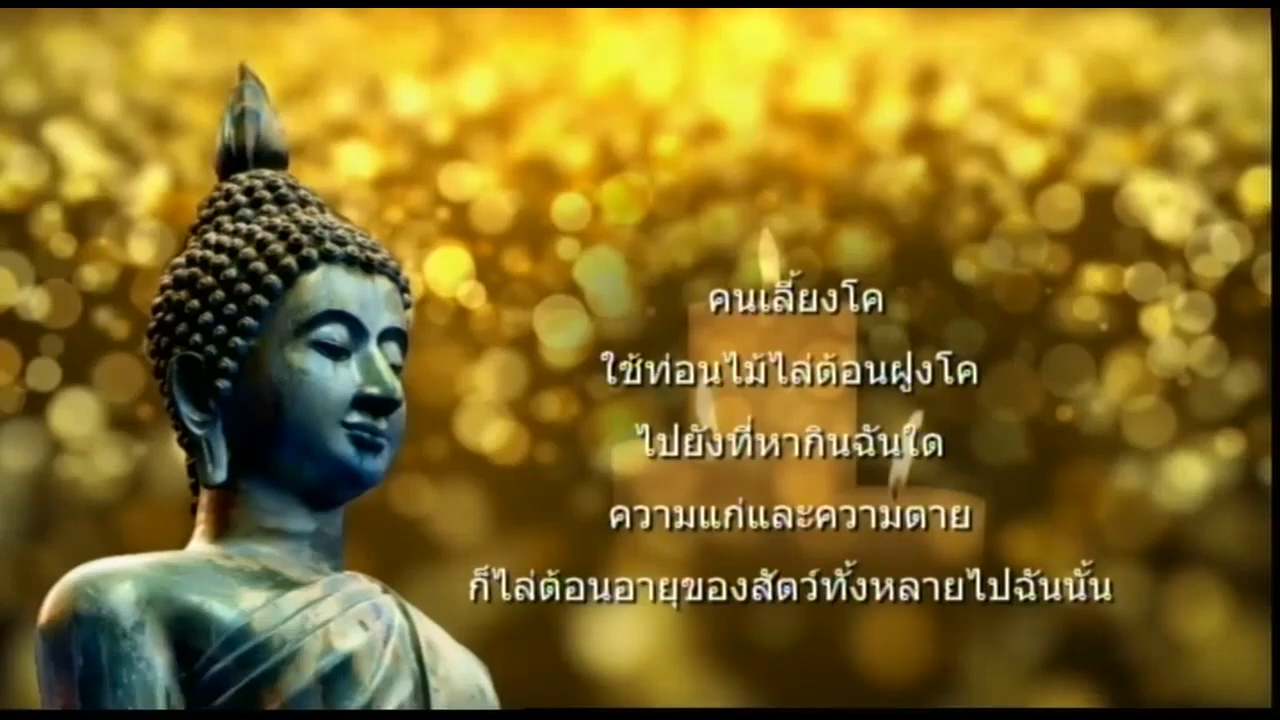 คนเลี้ยงโค
ใช้ท่อนไม้ไล่ต้อนฝูงโค
ไปยังที่หากินฉันใด
ความแก่และความตาย
ก็ไล่ต้อนอายุของสัตว์ทั้งหลายไปฉันนั้น